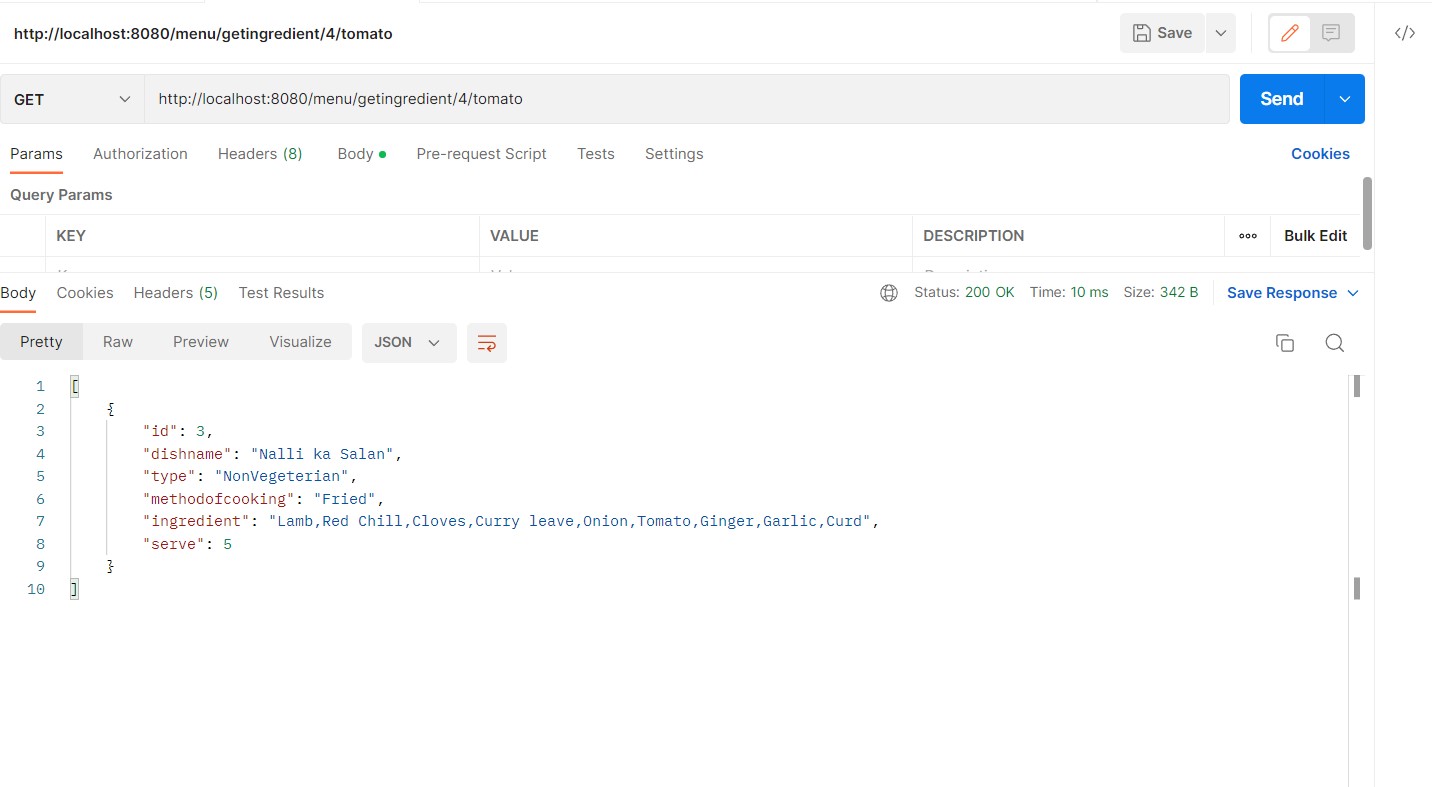 http://localhost:8080/menu/getingredient/4/tomato
Save
GET
http://localhost:8080/menu/getingredient/4/tomato
Send
Params Authorization Headers (8) Body Pre-request Script Tests Settings Cookies
Query Params
KEY VALUE DESCRIPTION Bulk Edit
Body Cookies Headers (5) Test Results Status: 200 OK Time: 10 ms Size: 342 B Save Response
Pretty Raw Preview Visualize JSON
1 [
2 {
3 "id": 3,
4 "dishname": "Nalli ka Salan",
5 "type": "NonVegeterian",
6 "methodofcooking": "Fried",
7 "ingredient": "Lamb,Red Chill,Cloves,Curry leave,Onion,Tomato,Ginger,Garlic,Curd",
8 "serve": 5
9 }
10 ]